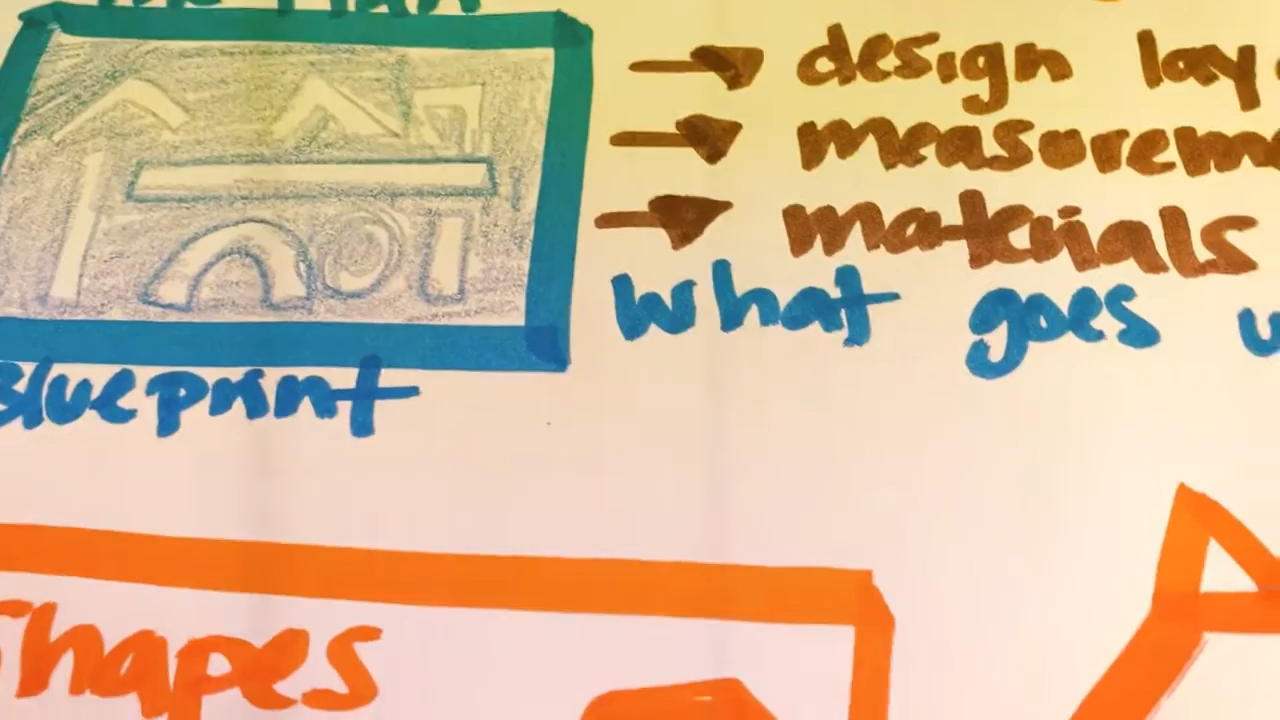 design
measurem
materials
What goes
Blueprint
Shapes